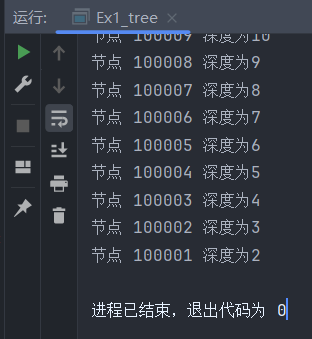 运行: Ex1_tree
节点 100009 深度为10
节点 100008 深度为9
节点 100007 深度为8
节点 100006 深度为7
节点 100005 深度为6
节点 100004 深度为5
节点 100003 深度为4
节点 100002 深度为3
节点 100001 深度为2
进程已结束，退出代码为 0